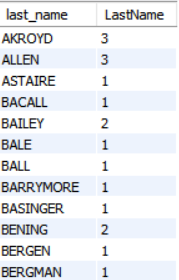 last_name LastName
AKROYD 3
ALLEN 3
ASTAIRE 1
BACALL 1
BAILEY 2
BALE 1
BALL 1
BARRYMORE 1
BASINGER 1
BENING 2
BERGEN 1
BERGMAN 1